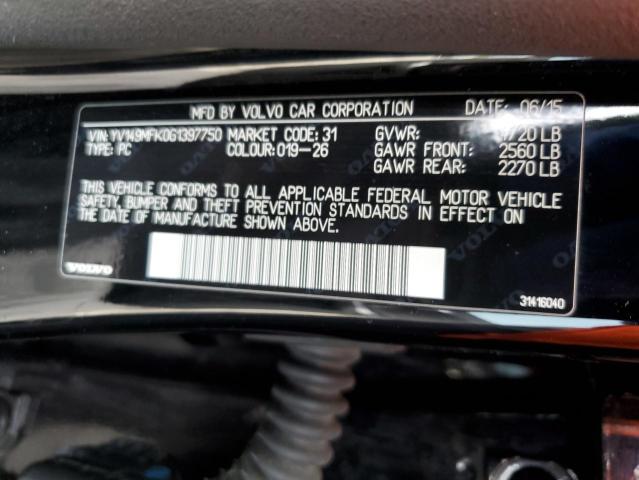 MFD BY VOLVO CAR CORPORATION DATE: 06/15
VIN: YV149MFK0G1397750 MARKET CODE: 31 GVWR: 4720 LB
TYPE: PC COLOUR: 019-26 GAWR FRONT: 2560 LB
GAWR REAR: 2270 LB
THIS VEHICLE CONFORMS TO ALL APPLICABLE FEDERAL MOTOR VEHICLE
SAFETY, BUMPER AND THEFT PREVENTION STANDARDS IN EFFECT ON
THE DATE OF MANUFACTURE SHOWN ABOVE.
VOLVO 31416040